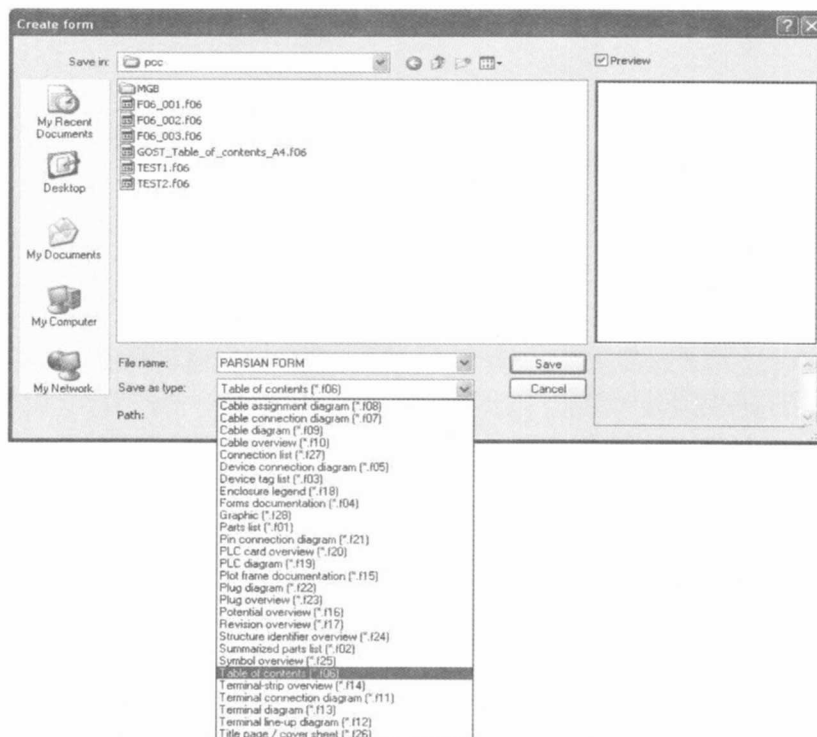 Create form
Save in: pcc
Preview
My Recent Documents
Desktop
My Documents
My Computer
My Network
MGB
F06_001.f06
F06_002.f06
F06_003.f06
GOST_Table_of_contents_A4.f06
TEST1.f06
TEST2.f06
File name: PARSIAN FORM Save
Save as type: Table of contents (*.f06) Cancel
Path:
Cable assignment diagram (*.f08)
Cable connection diagram (*.f07)
Cable diagram (*.f09)
Cable overview (*.f10)
Connection list (*.f27)
Device connection diagram (*.f05)
Device tag list (*.f03)
Enclosure legend (*.f18)
Forms documentation (*.f04)
Graphic (*.f28)
Parts list (*.f01)
Pin connection diagram (*.f21)
PLC card overview (*.f20)
PLC diagram (*.f19)
Plot frame documentation (*.f15)
Plug diagram (*.f22)
Plug overview (*.f23)
Potential overview (*.f16)
Revision overview (*.f17)
Structure identifier overview (*.f24)
Summarized parts list (*.f02)
Symbol overview (*.f25)
Table of contents (*.f06)
Terminal-strip overview (*.f14)
Terminal connection diagram (*.f11)
Terminal diagram (*.f13)
Terminal line-up diagram (*.f12)
Title page / cover sheet (*.f26)